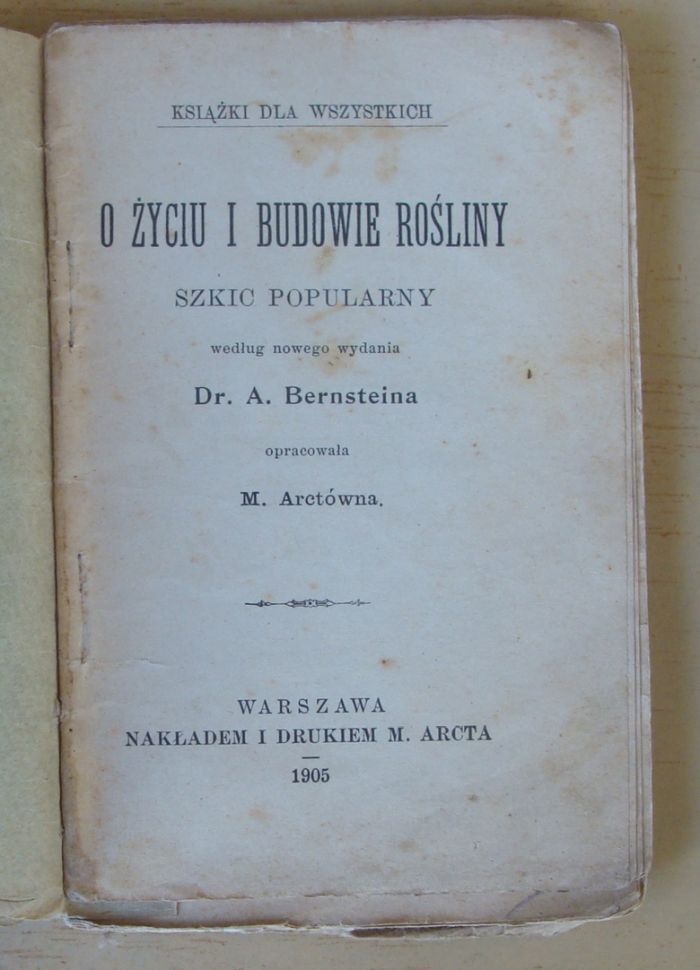 KSIĄŻKI DLA WSZYSTKICH
O ŻYCIU I BUDOWIE ROŚLINY
SZKIC POPULARNY
według nowego wydania
Dr. A. Bernsteina
opracowała
M. Arctówna.
WARSZAWA
NAKŁADEM I DRUKIEM M. ARCTA
1905